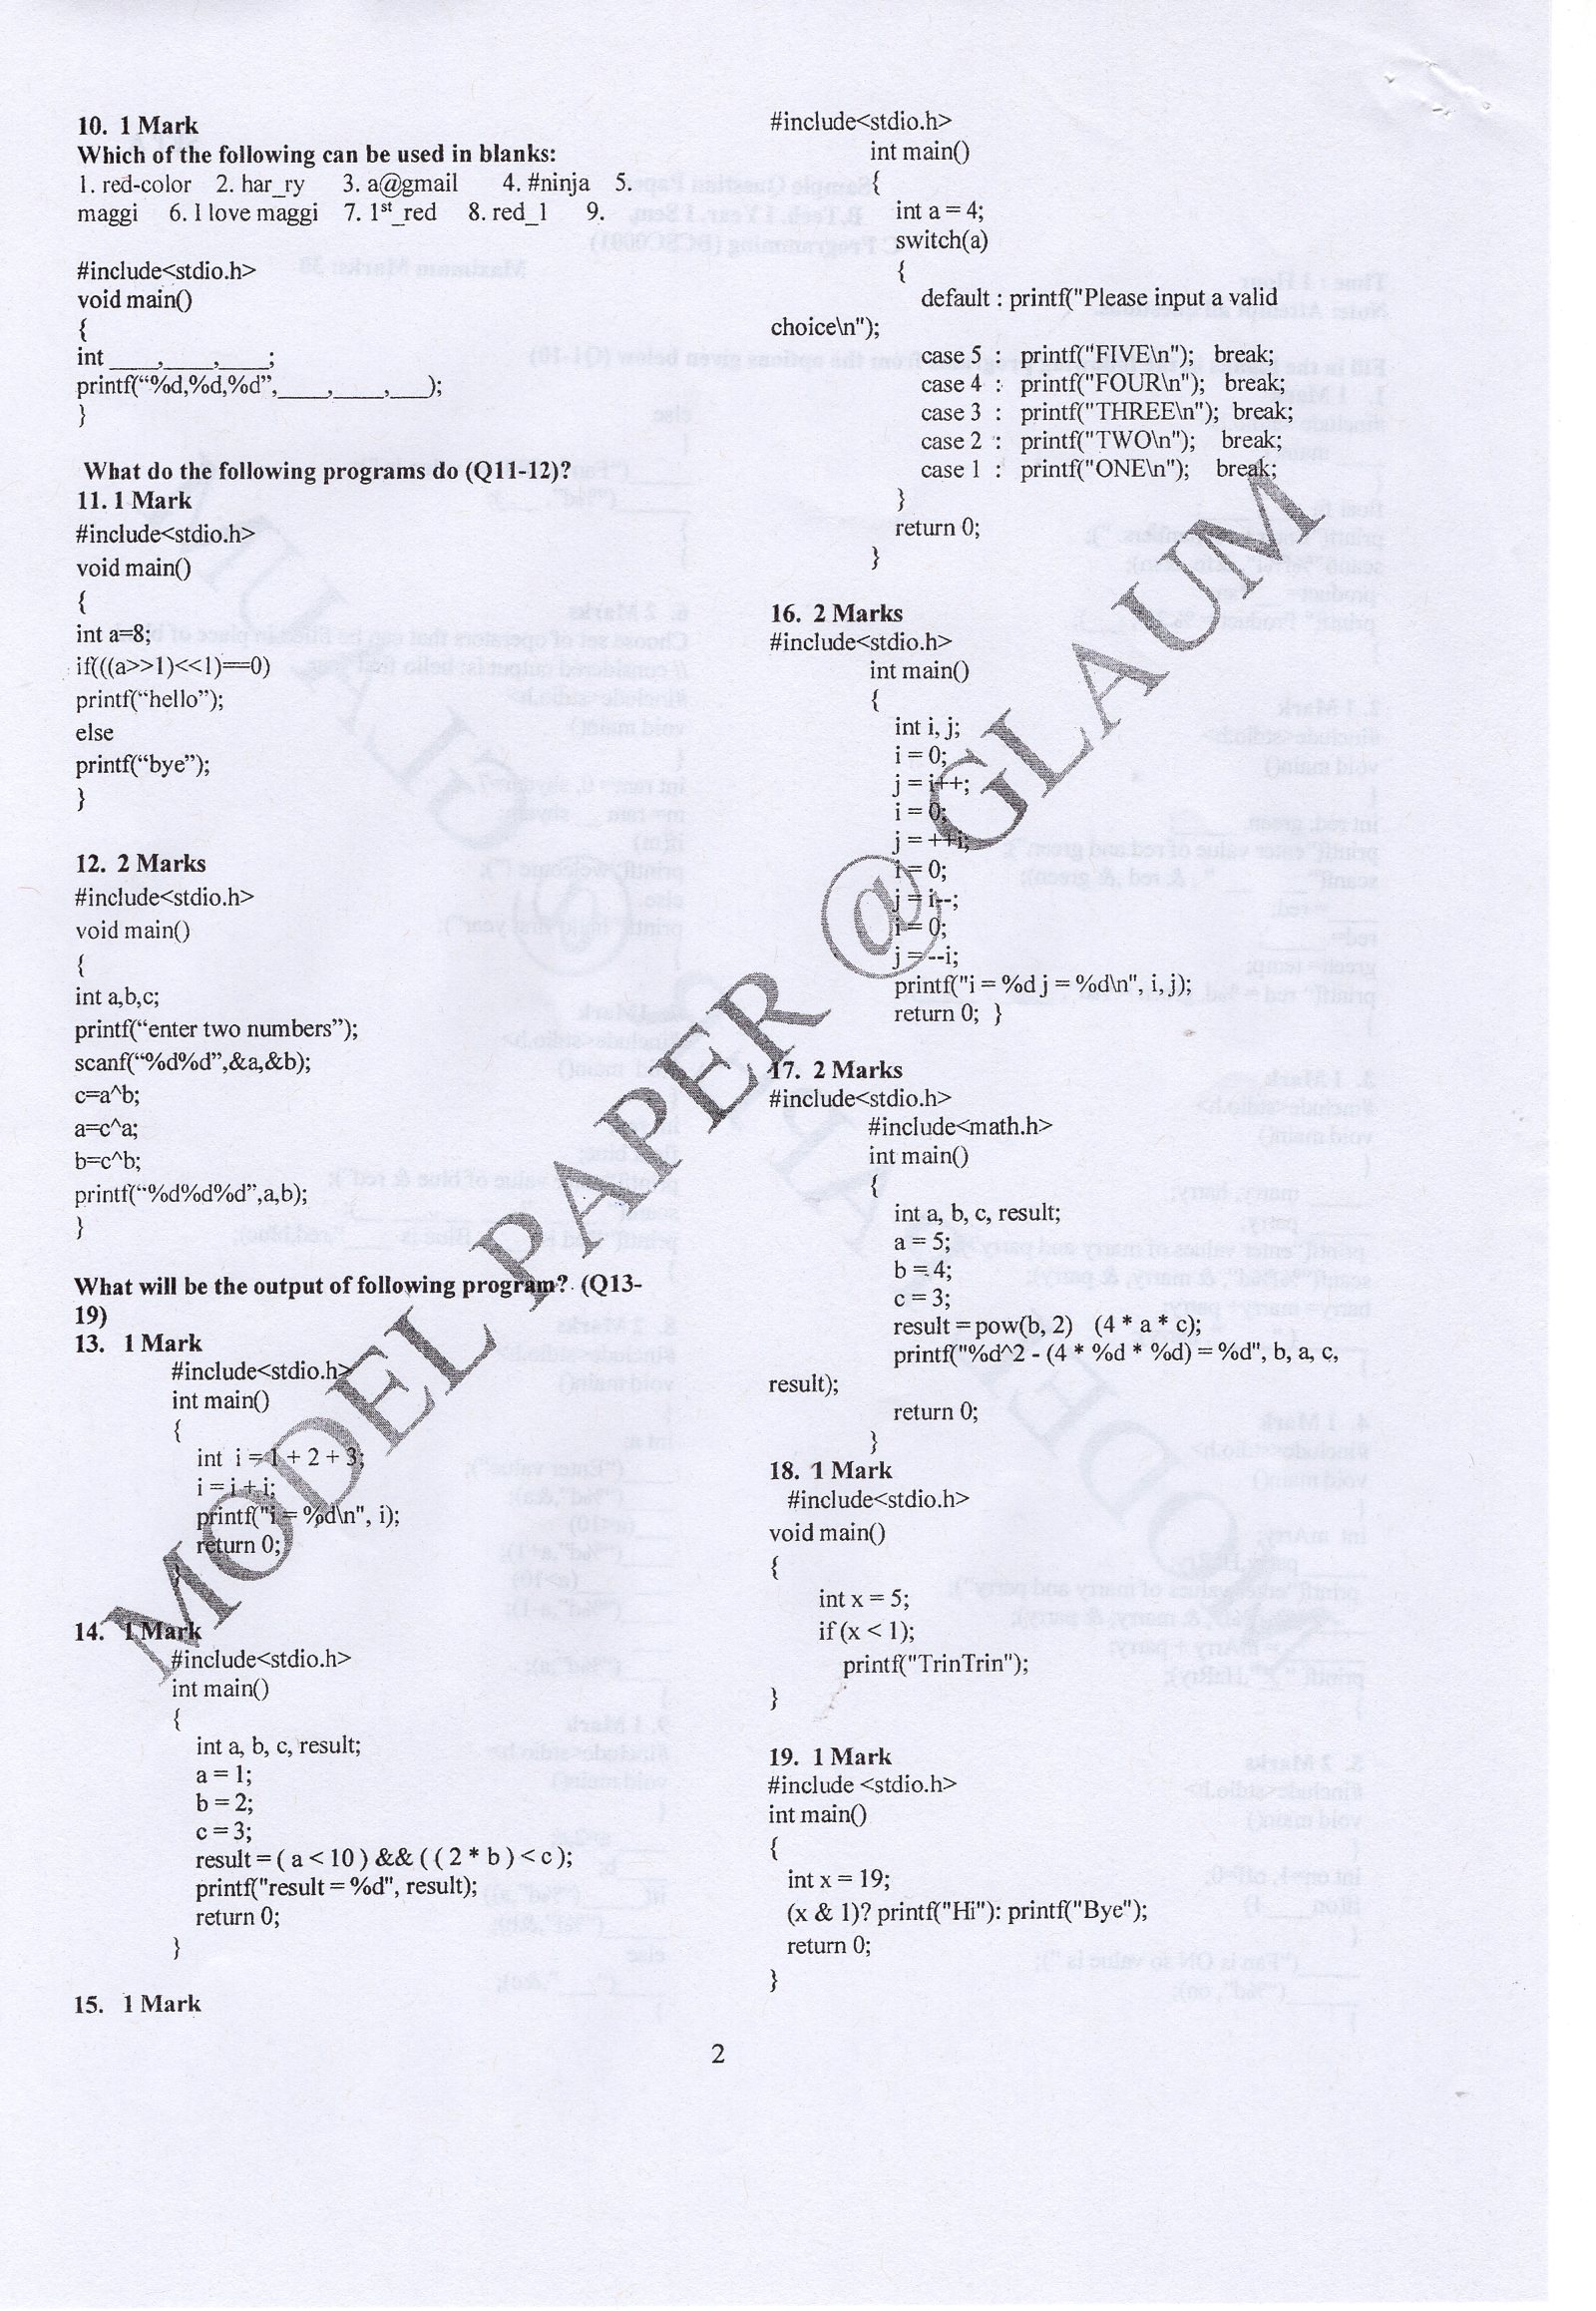 10. 1 Mark
Which of the following can be used in blanks:
1. red-color 2. har_ry 3. a@gmail 4. #ninja 5.
maggi 6. I love maggi 7. 1st_red 8. red_1 9.
#include<stdio.h>
void main()
{
int ____,____,____;
printf(“%d,%d,%d”,____,____,___);
}
What do the following programs do (Q11-12)?
11. 1 Mark
#include<stdio.h>
void main()
{
int a=8;
if(((a>>1)<<1)==0)
printf(“hello”);
else
printf(“bye”);
}
12. 2 Marks
#include<stdio.h>
void main()
{
int a,b,c;
printf(“enter two numbers”);
scanf(“%d%d”,&a,&b);
c=a^b;
a=c^a;
b=c^b;
printf(“%d%d%d”,a,b);
}
What will be the output of following program? (Q13-
19)
13. 1 Mark
#include<stdio.h>
int main()
{
int i = 1 + 2 + 3;
i = i + i;
printf("i = %d\n", i);
return 0;
}
14. 1 Mark
#include<stdio.h>
int main()
{
int a, b, c, result;
a = 1;
b = 2;
c = 3;
result = ( a < 10 ) && ( ( 2 * b ) < c );
printf("result = %d", result);
return 0;
}
15. 1 Mark
#include<stdio.h>
int main()
{
int a = 4;
switch(a)
{
default : printf("Please input a valid
choice\n");
case 5 : printf("FIVE\n"); break;
case 4 : printf("FOUR\n"); break;
case 3 : printf("THREE\n"); break;
case 2 : printf("TWO\n"); break;
case 1 : printf("ONE\n"); break;
}
return 0;
}
16. 2 Marks
#include<stdio.h>
int main()
{
int i, j;
i = 0;
j = i++;
i = 0;
j = ++i;
i = 0;
j = i--;
i = 0;
j = --i;
printf("i = %d j = %d\n", i, j);
return 0; }
17. 2 Marks
#include<stdio.h>
#include<math.h>
int main()
{
int a, b, c, result;
a = 5;
b = 4;
c = 3;
result = pow(b, 2) (4 * a * c);
printf("%d^2 - (4 * %d * %d) = %d", b, a, c,
result);
return 0;
}
18. 1 Mark
#include<stdio.h>
void main()
{
int x = 5;
if (x < 1);
printf("TrinTrin");
}
19. 1 Mark
#include <stdio.h>
int main()
{
int x = 19;
(x & 1)? printf("Hi"): printf("Bye");
return 0;
}
2
MODEL PAPER @ GLAUM